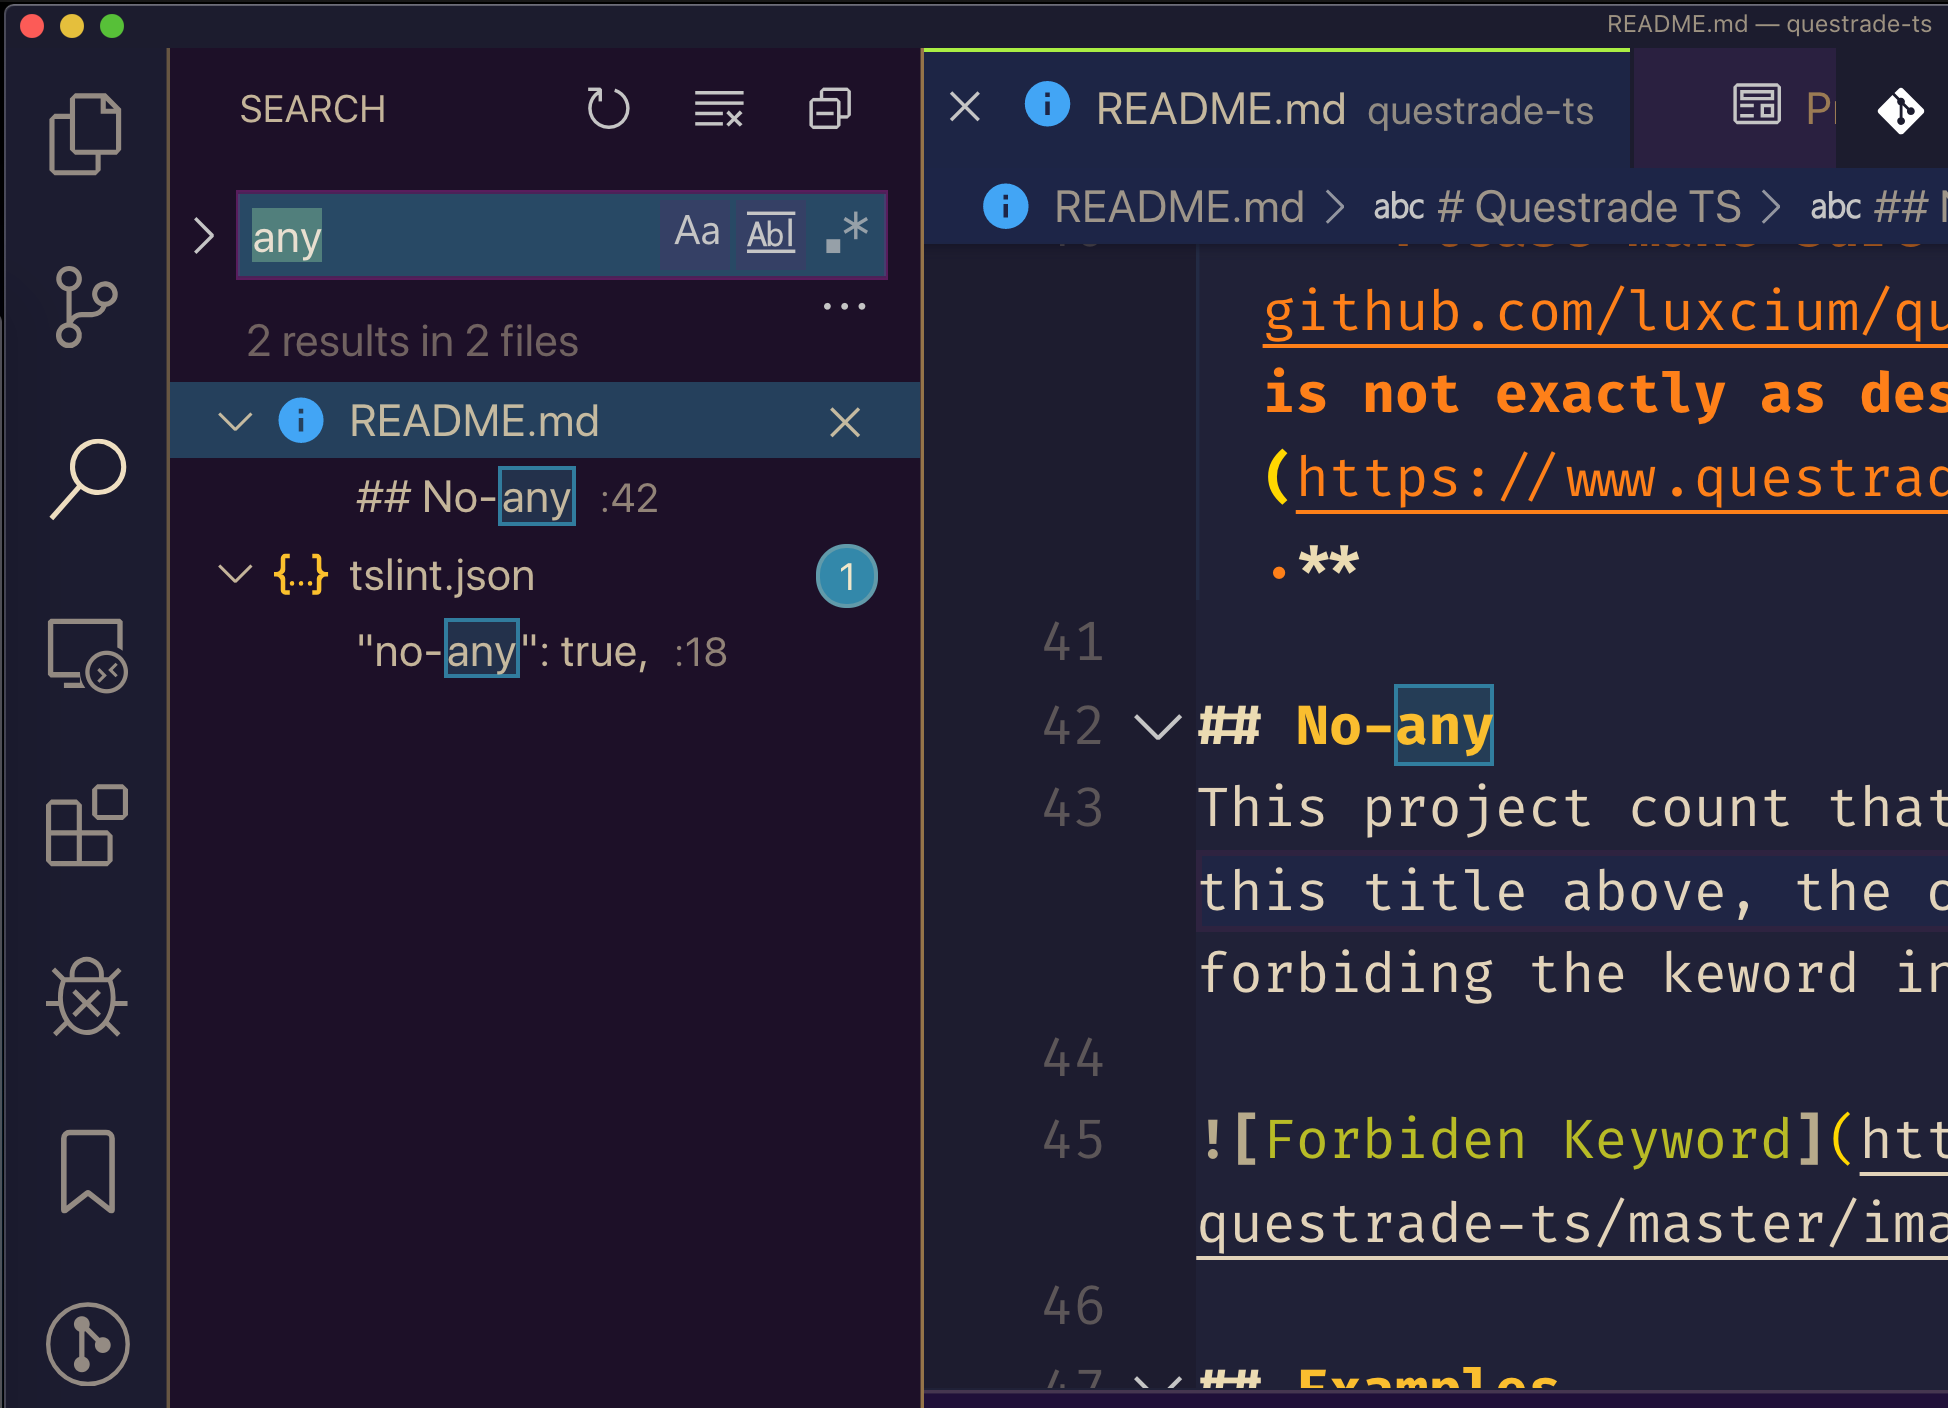 README.md — questrade-ts
SEARCH
any
Aa Abl .*
2 results in 2 files
README.md
## No-any :42
{...} tslint.json 1
"no-any": true, :18
README.md questrade-ts
README.md > abc # Questrade TS > abc ##
github.com/luxcium/qu
is not exactly as des
(https://www.questrad
.**
41
42 ## No-any
43 This project count that
this title above, the
forbiding the keword in
44
45 ![Forbiden Keyword](htt
questrade-ts/master/ima
46
47 ## Examples